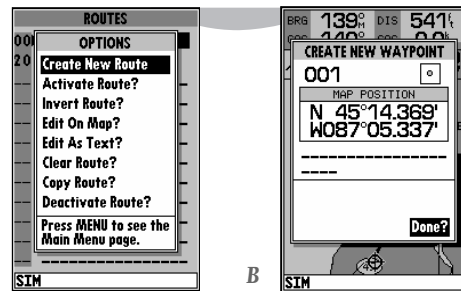 ROUTES
OPTIONS
Create New Route
Activate Route?
Invert Route?
Edit On Map?
Edit As Text?
Clear Route?
Copy Route?
Deactivate Route?
Press MENU to see the
Main Menu page.
SIM
B
BRG 139°M DIS 541ft
CREATE NEW WAYPOINT
001
MAP POSITION
N 45°14.369'
W087°05.337'
Done?
SIM